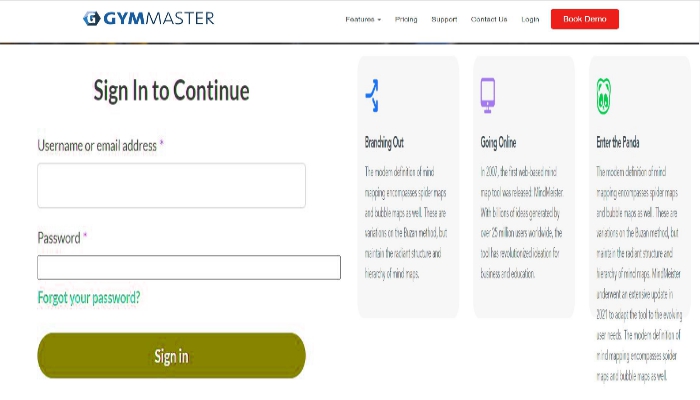 GYMMASTER
Features Pricing Support Contact Us Login Book Demo
Sign In to Continue
Username or email address *
Password *
Forgot your password?
Sign in
Branching Out
The modern definition of mind
mapping encompasses spider maps
and bubble maps as well. These are
variations on the Buzan method, but
maintain the radiant structure and
hierarchy of mind maps.
Going Online
In 2007, the first web-based mind
map tool was released: MindMeister.
With billions of ideas generated by
over 25 million users worldwide, the
tool has revolutionized ideation for
business and education.
Enter the Panda
The modern definition of mind
mapping encompasses spider maps
and bubble maps as well. These are
variations on the Buzan method, but
maintain the radiant structure and
hierarchy of mind maps. MindMeister
underwent an extensive update in
2021 to adapt the tool to the evolving
user needs. The modern definition of
mind mapping encompasses spider
maps and bubble maps as well.